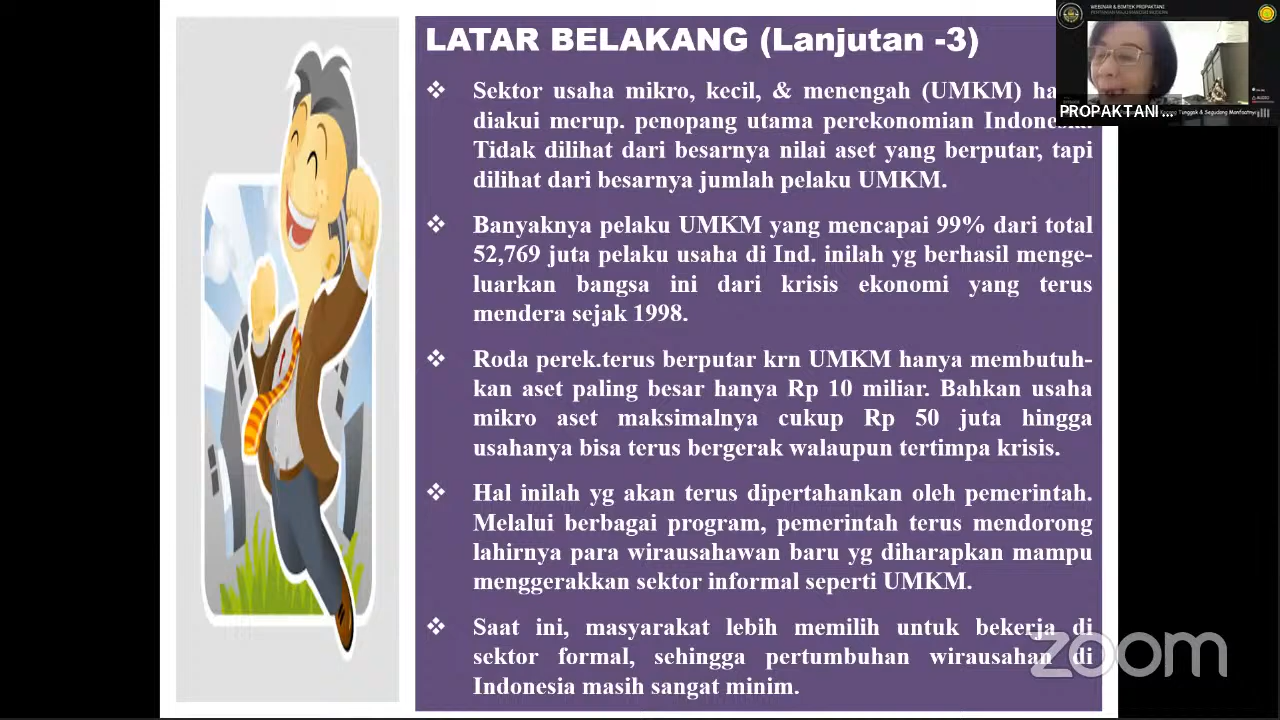 LATAR BELAKANG (Lanjutan -3)
❖ Sektor usaha mikro, kecil, & menengah (UMKM)
diakui merup. penopang utama perekonomian Indonesia.
Tidak dilihat dari besarnya nilai aset yang berputar, tapi
dilihat dari besarnya jumlah pelaku UMKM.
❖ Banyaknya pelaku UMKM yang mencapai 99% dari total
52,769 juta pelaku usaha di Ind. inilah yg berhasil menge-
luarkan bangsa ini dari krisis ekonomi yang terus
mendera sejak 1998.
❖ Roda perek.terus berputar krn UMKM hanya membutuh-
kan aset paling besar hanya Rp 10 miliar. Bahkan usaha
mikro aset maksimalnya cukup Rp 50 juta hingga
usahanya bisa terus bergerak walaupun tertimpa krisis.
❖ Hal inilah yg akan terus dipertahankan oleh pemerintah.
Melalui berbagai program, pemerintah terus mendorong
lahirnya para wirausahawan baru yg diharapkan mampu
menggerakkan sektor informal seperti UMKM.
❖ Saat ini, masyarakat lebih memilih untuk bekerja di
sektor formal, sehingga pertumbuhan wirausahan di
Indonesia masih sangat minim.
WEBINAR & BIMTEK PROPAKTANI
PROPAKTANI ...
Tunggak & Segudang Manfaatnya
zoom